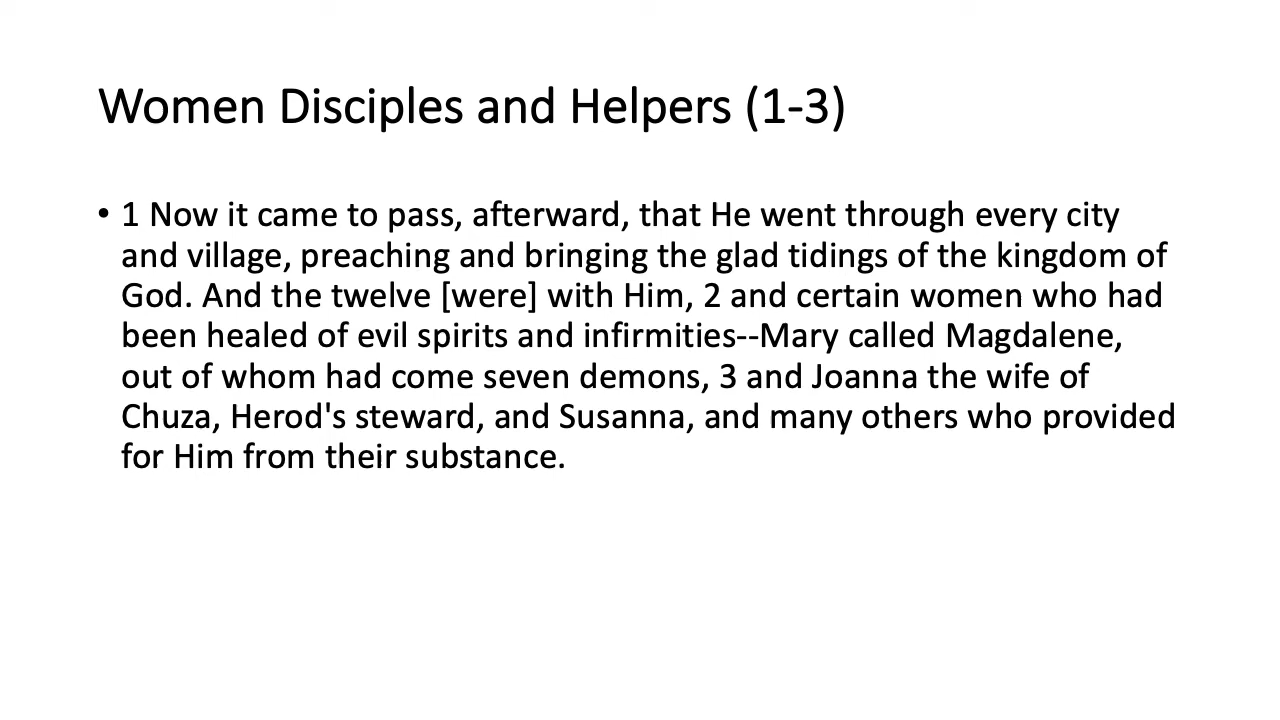 Women Disciples and Helpers (1-3)
• 1 Now it came to pass, afterward, that He went through every city
and village, preaching and bringing the glad tidings of the kingdom of
God. And the twelve [were] with Him, 2 and certain women who had
been healed of evil spirits and infirmities--Mary called Magdalene,
out of whom had come seven demons, 3 and Joanna the wife of
Chuza, Herod's steward, and Susanna, and many others who provided
for Him from their substance.